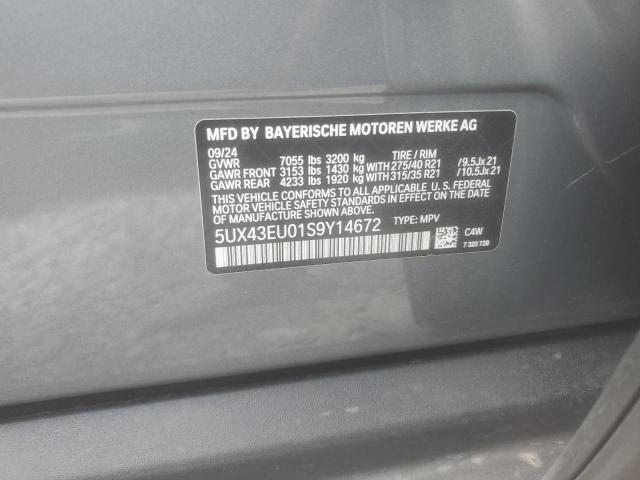 MFD BY BAYERISCHE MOTOREN WERKE AG
09/24
GVWR 7055 lbs 3200 kg TIRE / RIM
GAWR FRONT 3153 lbs 1430 kg WITH 275/40 R21 / 9.5Jx21
GAWR REAR 4233 lbs 1920 kg WITH 315/35 R21 / 10.5Jx21
THIS VEHICLE CONFORMS TO ALL APPLICABLE U. S. FEDERAL
MOTOR VEHICLE SAFETY STANDARDS IN EFFECT ON THE DATE
OF MANUFACTURE SHOWN ABOVE.
5UX43EU01S9Y14672 TYPE: MPV
C4W
7 320 729